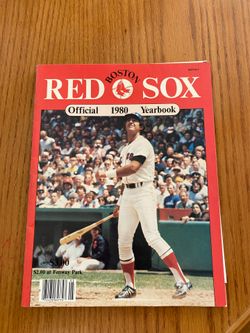 BOSTON
RED SOX
Official 1980 Yearbook
$2.00 at Fenway Park